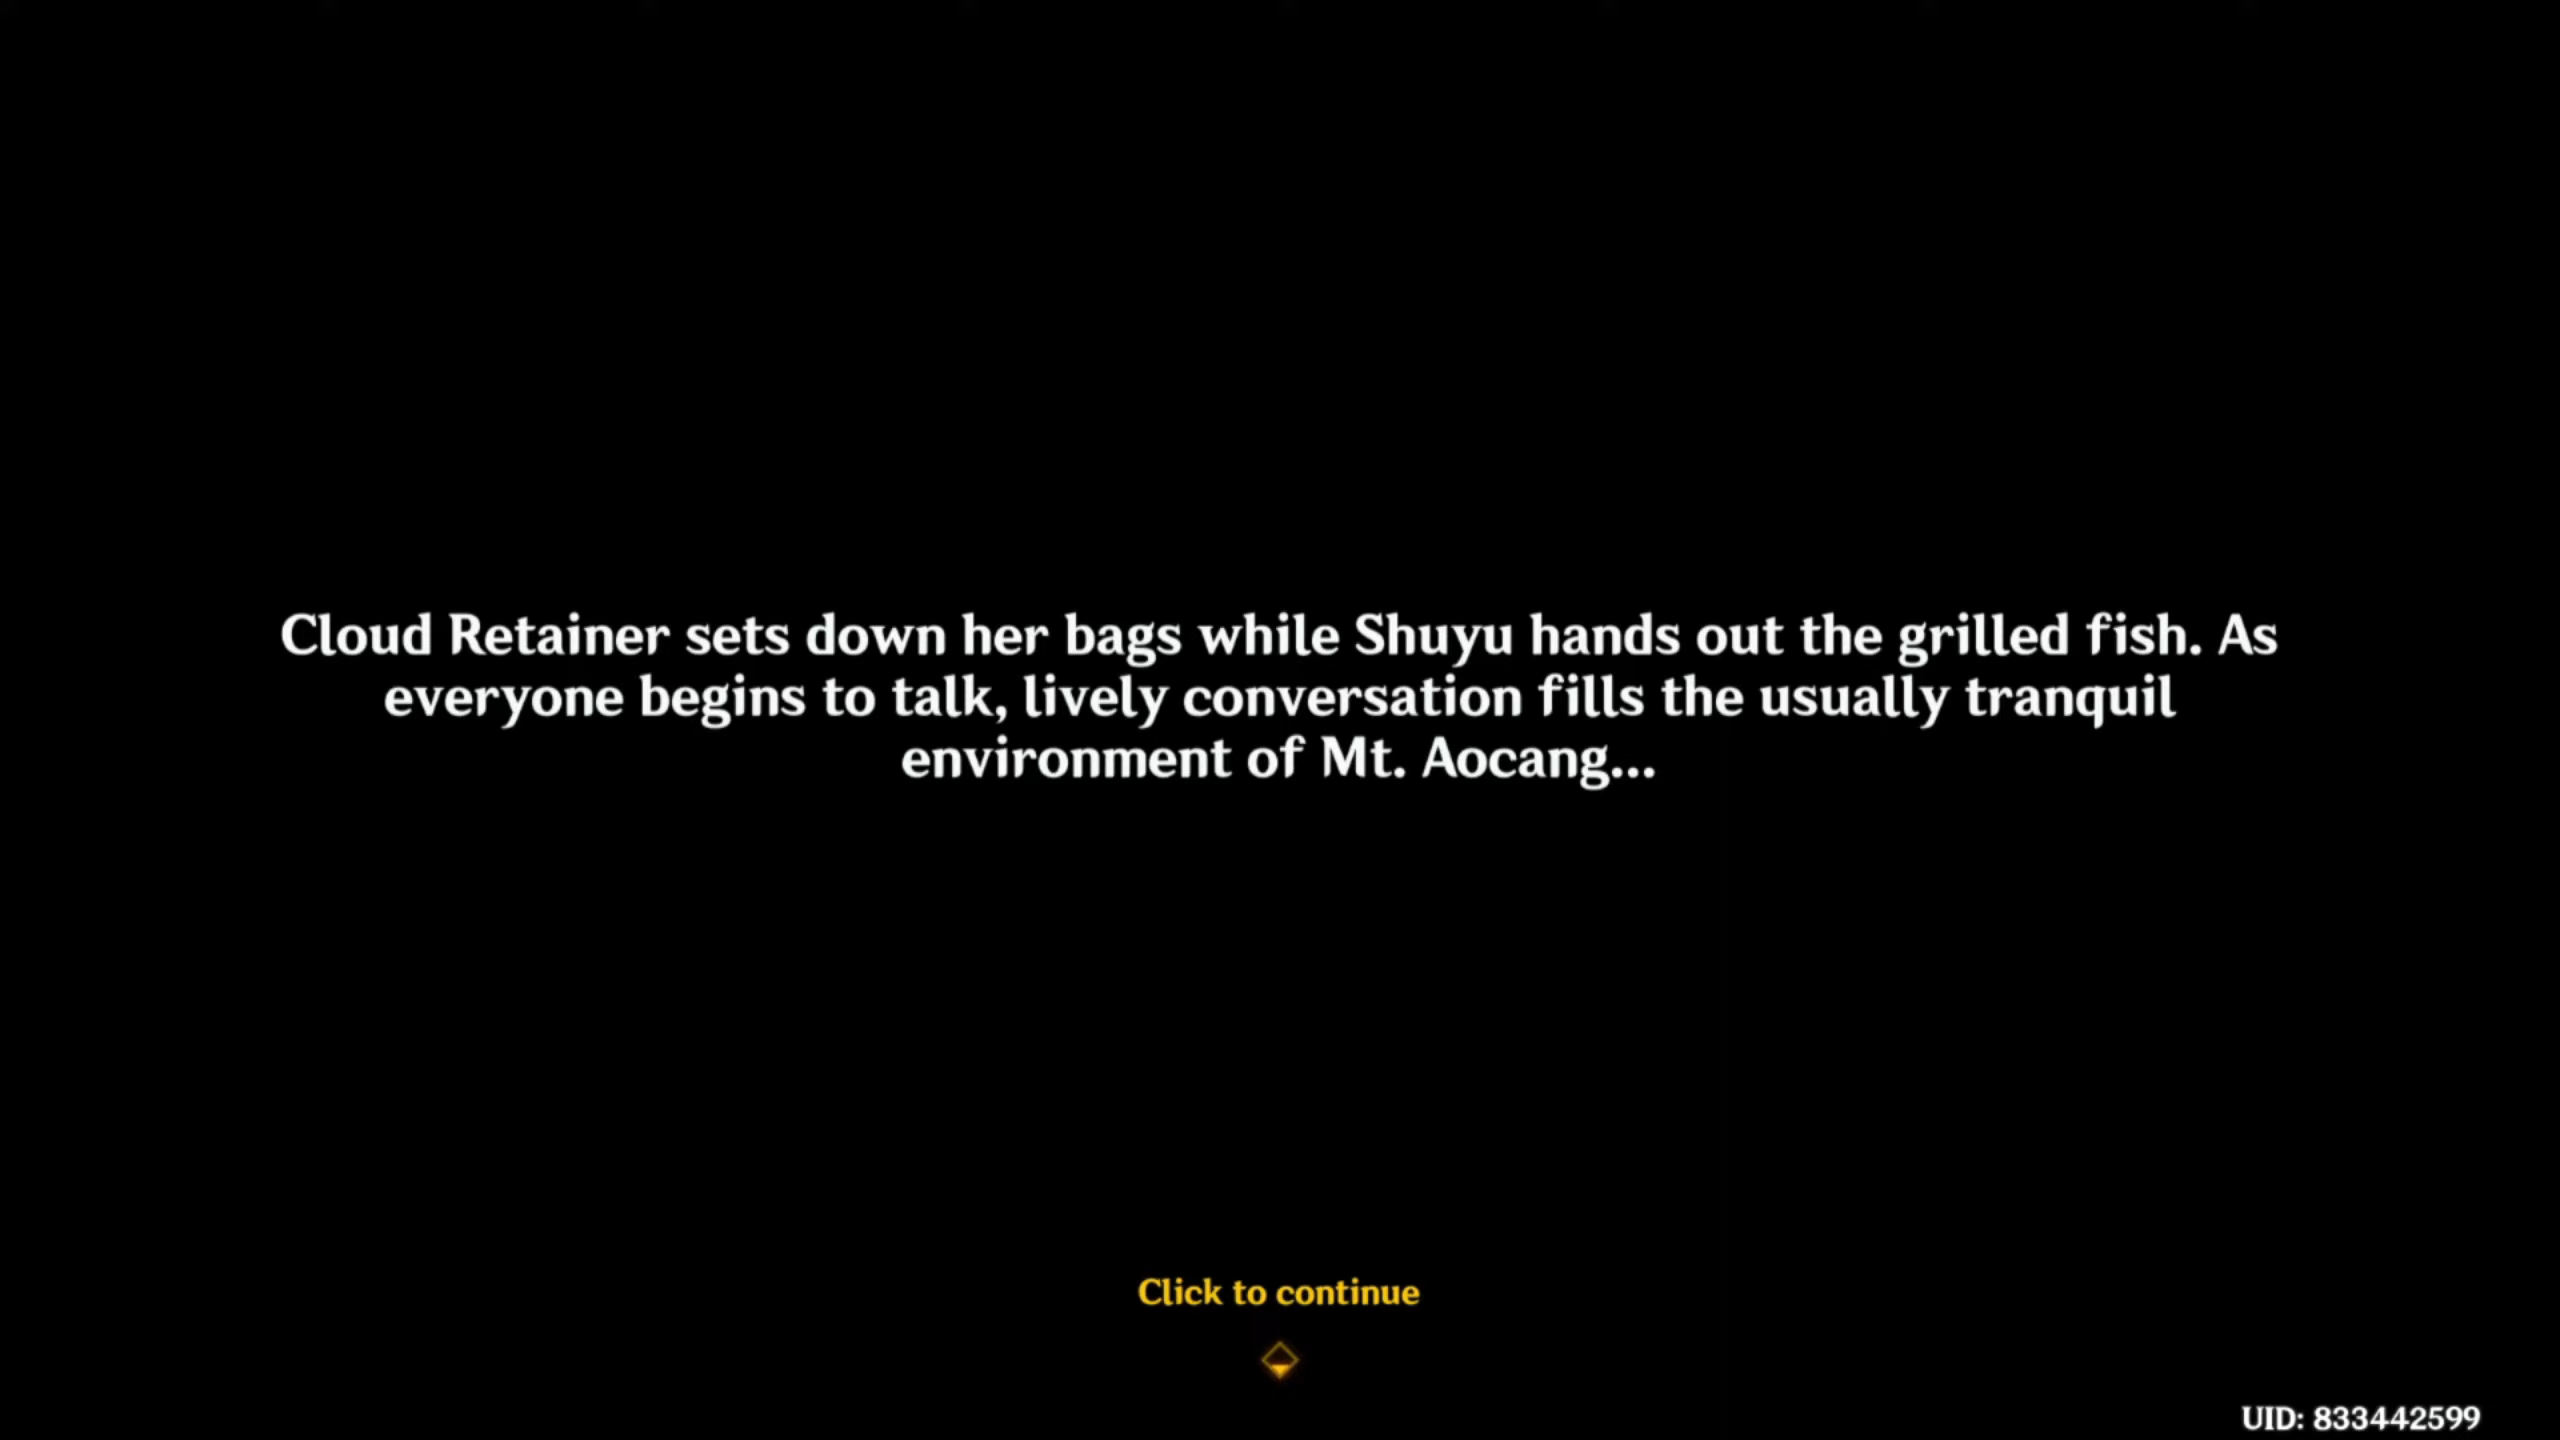 Cloud Retainer sets down her bags while Shuyu hands out the grilled fish. As
everyone begins to talk, lively conversation fills the usually tranquil
environment of Mt. Aocang...
Click to continue
UID: 833442599